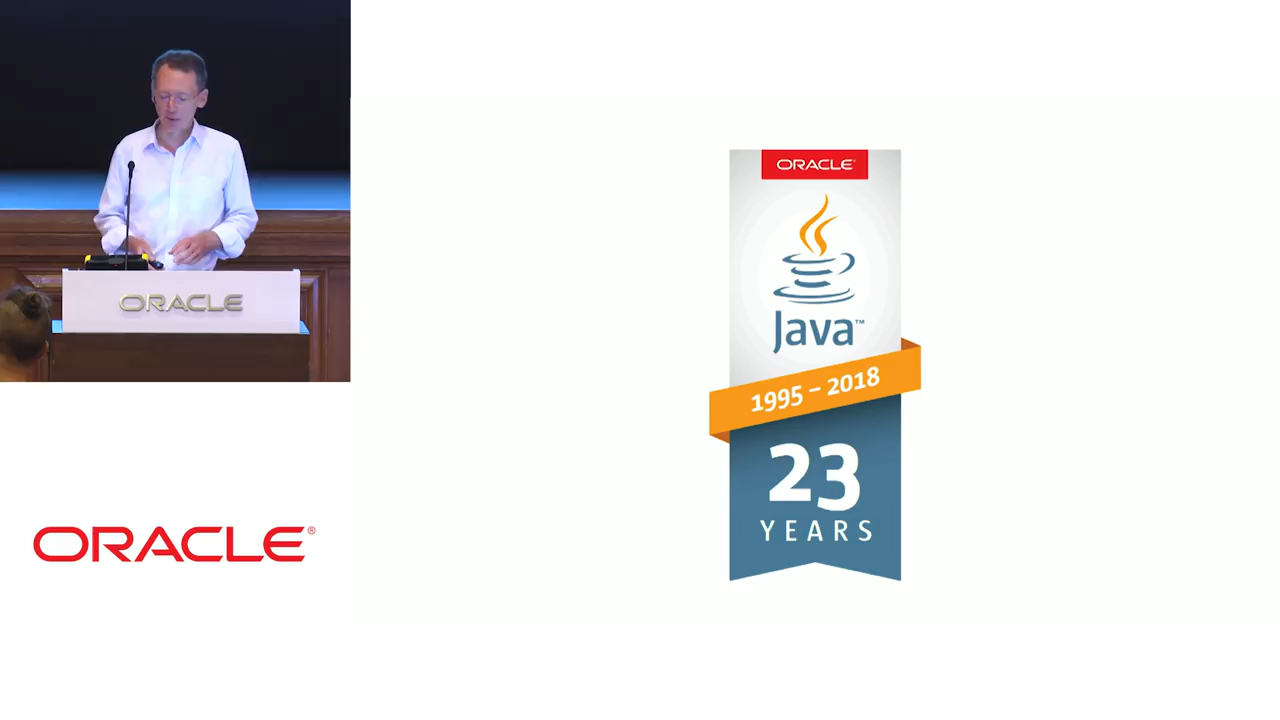 ORACLE
ORACLE®
ORACLE®
Java™
1995 – 2018
23
YEARS